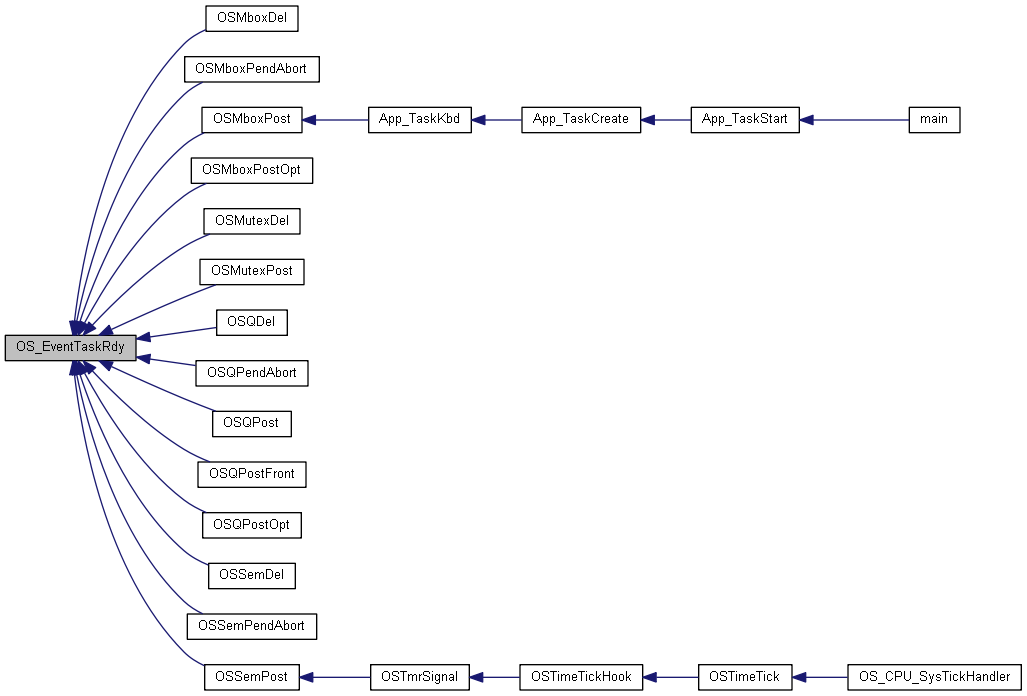 OSMboxDel
OSMboxPendAbort
OSMboxPost
App_TaskKbd
App_TaskCreate
App_TaskStart
main
OSMboxPostOpt
OSMutexDel
OSMutexPost
OSQDel
OS_EventTaskRdy
OSQPendAbort
OSQPost
OSQPostFront
OSQPostOpt
OSSemDel
OSSemPendAbort
OSSemPost
OSTmrSignal
OSTimeTickHook
OSTimeTick
OS_CPU_SysTickHandler